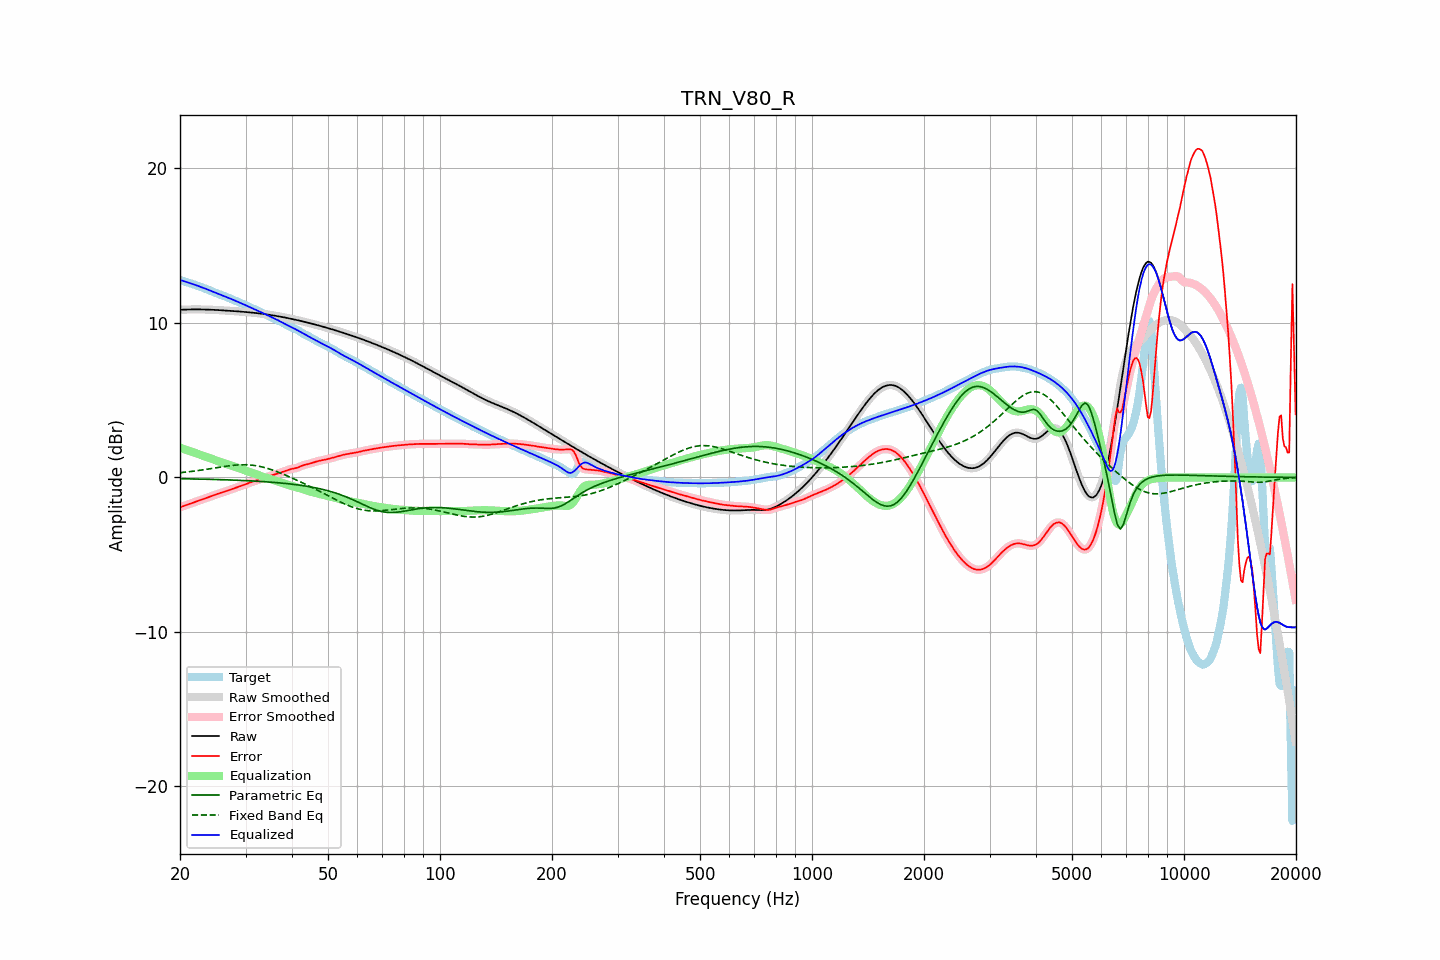 TRN_V80_R
Amplitude (dBr)
20
10
0
−10
−20
Target
Raw Smoothed
Error Smoothed
Raw
Error
Equalization
Parametric Eq
Fixed Band Eq
Equalized
20 50 100 200 500 1000 2000 5000 10000 20000
Frequency (Hz)